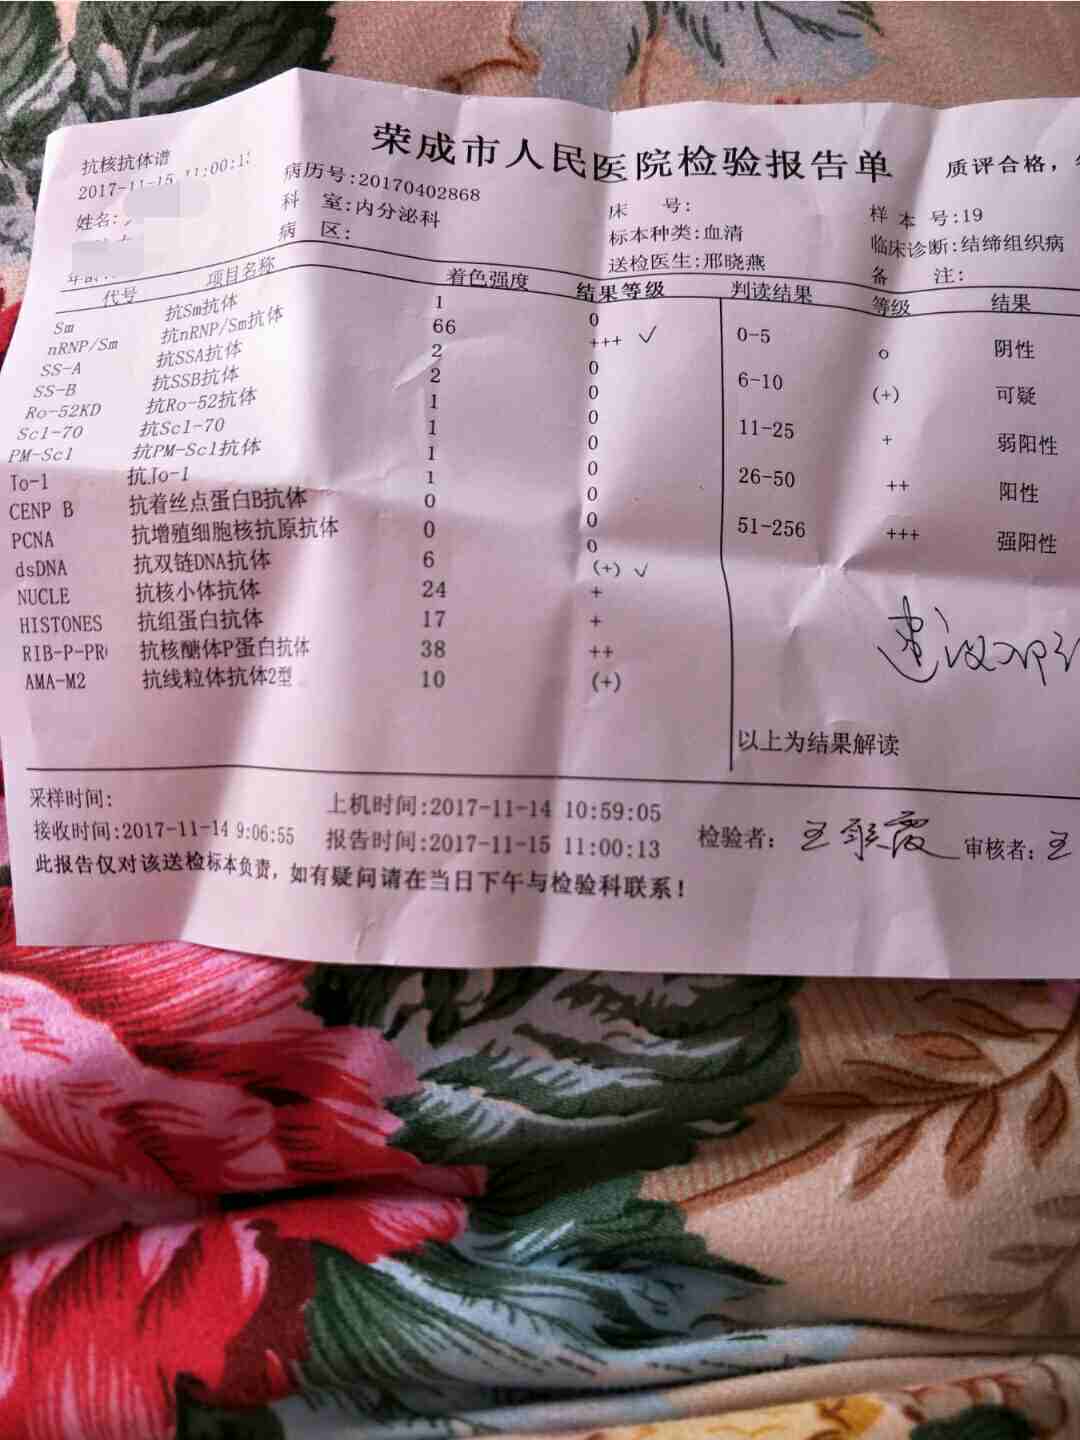 荣成市人民医院检验报告单
质评合格，
抗核抗体谱
2017-11-15 11:00:1
病历号:20170402868
床 号:
样 本 号:19
姓名:
科 室:内分泌科
标本种类:血清
临床诊断:结缔组织病
病 区:
送检医生:邢晓燕
备 注:
代号 项目名称 着色强度 结果等级 判读结果 等级 结果
Sm 抗Sm抗体 1 0
nRNP/Sm 抗nRNP/Sm抗体 66 +++ ✓
SS-A 抗SSA抗体 2 0
SS-B 抗SSB抗体 2 0
Ro-52KD 抗Ro-52抗体 1 0
Scl-70 抗Scl-70 1 0
PM-Scl 抗PM-Scl抗体 1 0
Jo-1 抗Jo-1 1 0
CENP B 抗着丝点蛋白B抗体 0 0
PCNA 抗增殖细胞核抗原抗体 0 0
dsDNA 抗双链DNA抗体 6 (+) ✓
NUCLE 抗核小体抗体 24 +
HISTONES 抗组蛋白抗体 17 +
RIB-P-PR 抗核醣体P蛋白抗体 38 ++
AMA-M2 抗线粒体抗体2型 10 (+)
0-5 o 阴性
6-10 (+) 可疑
11-25 + 弱阳性
26-50 ++ 阳性
51-256 +++ 强阳性
以上为结果解读
采样时间:
上机时间:2017-11-14 10:59:05
接收时间:2017-11-14 9:06:55
报告时间:2017-11-15 11:00:13
检验者:
审核者: 王
此报告仅对该送检标本负责，如有疑问请在当日下午与检验科联系!